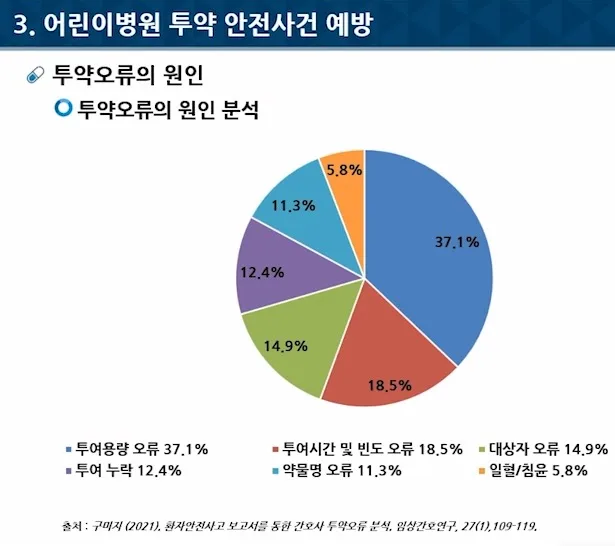 3. 어린이병원 투약 안전사건 예방
투약오류의 원인
투약오류의 원인 분석
5.8%
11.3%
37.1%
12.4%
14.9%
18.5%
투여용량 오류 37.1%
투여시간 및 빈도 오류 18.5%
대상자 오류 14.9%
투여 누락 12.4%
약물명 오류 11.3%
일혈/침윤 5.8%
출처 : 구미지 (2021), 환자안전사고 보고서를 통한 간호사 투약오류 분석. 임상간호연구, 27(1),109-119.